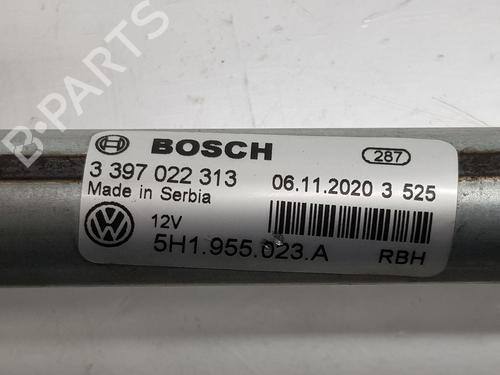 B-PARTS
BOSCH
287
3 397 022 313 06.11.2020 3 525
Made in Serbia
12V
5H1.955.023.A RBH